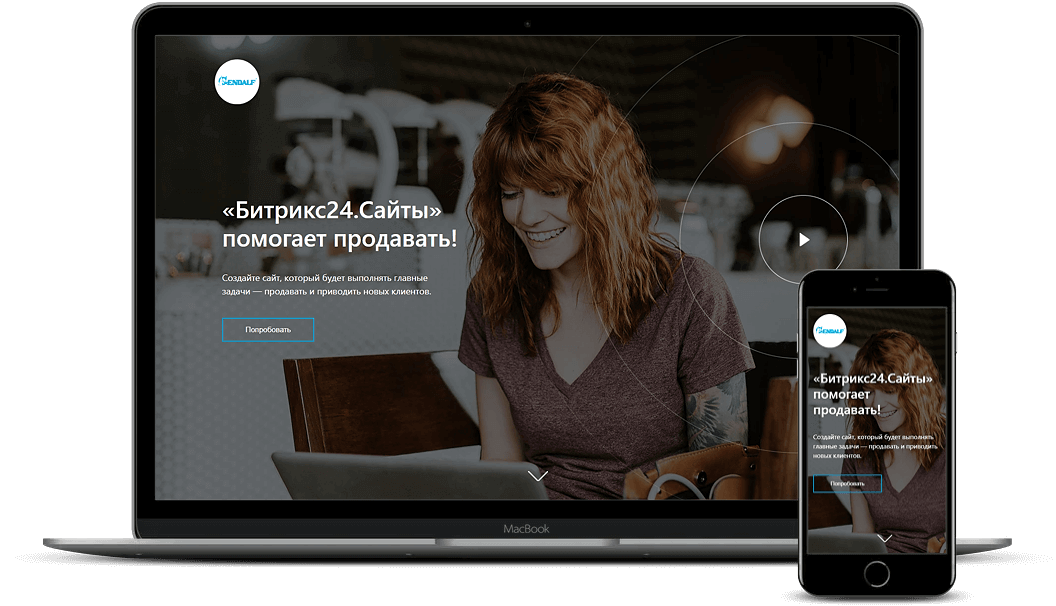 GENDALF
«Битрикс24.Сайты»
помогает продавать!
Создайте сайт, который будет выполнять главные
задачи — продавать и приводить новых клиентов.
Попробовать
MacBook
GENDALF
«Битрикс24.Сайты»
помогает
продавать!
Создайте сайт, который будет выполнять
главные задачи — продавать и приводить
новых клиентов.
Попробовать